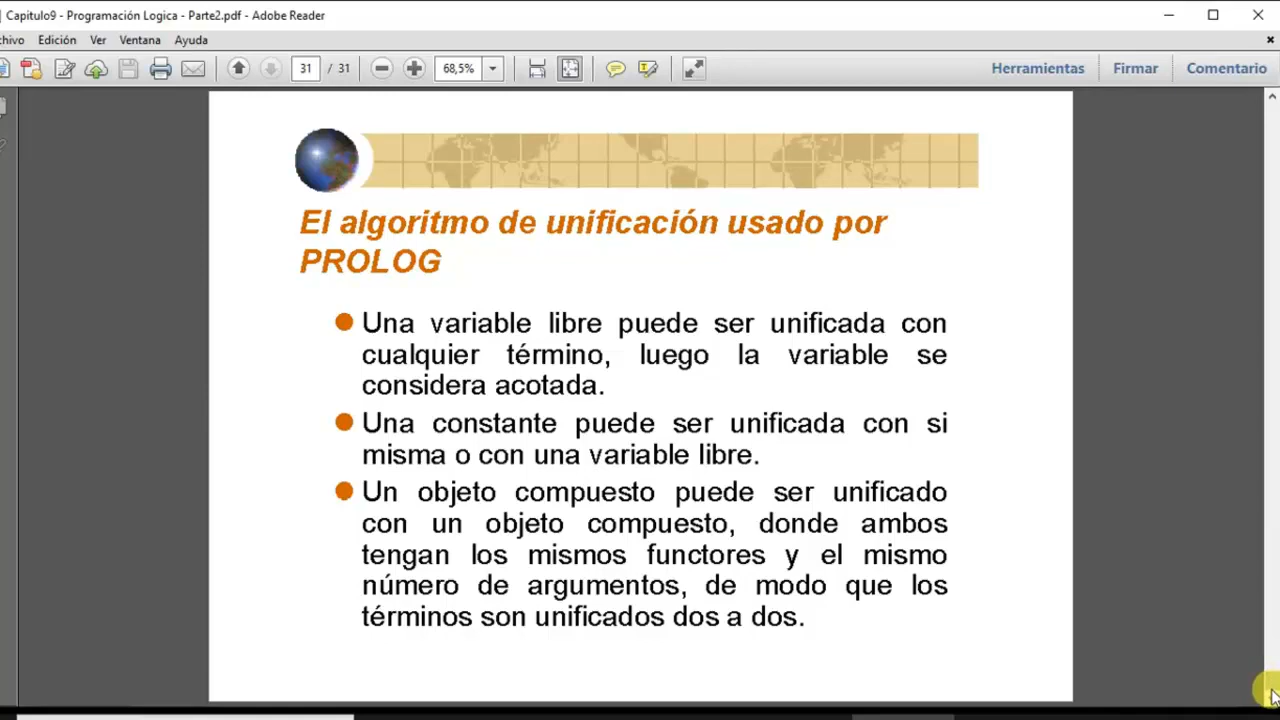 Capitulo9 - Programación Logica - Parte2.pdf - Adobe Reader
chivo Edición Ver Ventana Ayuda
31 / 31 68,5% Herramientas Firmar Comentario
El algoritmo de unificación usado por
PROLOG
Una variable libre puede ser unificada con
cualquier término, luego la variable se
considera acotada.
Una constante puede ser unificada con si
misma o con una variable libre.
Un objeto compuesto puede ser unificado
con un objeto compuesto, donde ambos
tengan los mismos functores y el mismo
número de argumentos, de modo que los
términos son unificados dos a dos.